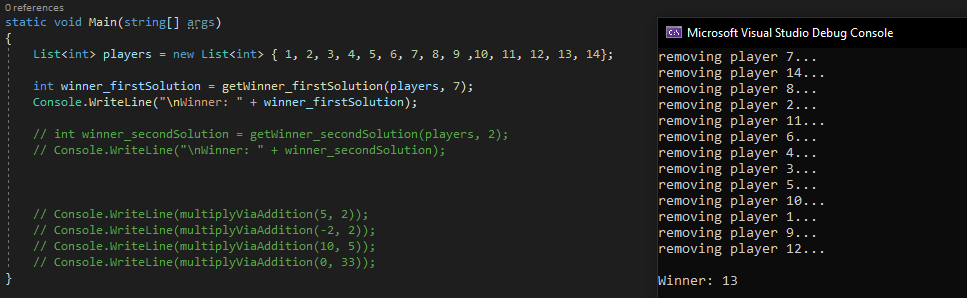 0 references
static void Main(string[] args)
{
List<int> players = new List<int> { 1, 2, 3, 4, 5, 6, 7, 8, 9 ,10, 11, 12, 13, 14};
int winner_firstSolution = getWinner_firstSolution(players, 7);
Console.WriteLine("\nWinner: " + winner_firstSolution);
// int winner_secondSolution = getWinner_secondSolution(players, 2);
// Console.WriteLine("\nWinner: " + winner_secondSolution);
// Console.WriteLine(multiplyViaAddition(5, 2));
// Console.WriteLine(multiplyViaAddition(-2, 2));
// Console.WriteLine(multiplyViaAddition(10, 5));
// Console.WriteLine(multiplyViaAddition(0, 33));
}
Microsoft Visual Studio Debug Console
removing player 7...
removing player 14...
removing player 8...
removing player 2...
removing player 11...
removing player 6...
removing player 4...
removing player 3...
removing player 5...
removing player 10...
removing player 1...
removing player 9...
removing player 12...
Winner: 13